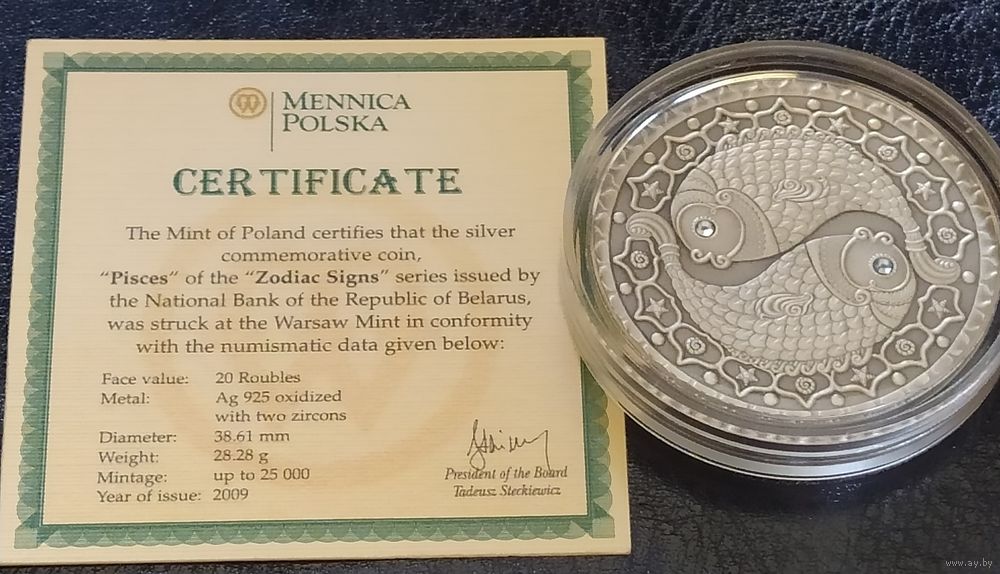 MENNICA
POLSKA
CERTIFICATE
The Mint of Poland certifies that the silver
commemorative coin,
"Pisces" of the "Zodiac Signs" series issued by
the National Bank of the Republic of Belarus,
was struck at the Warsaw Mint in conformity
with the numismatic data given below:
Face value: 20 Roubles
Metal: Ag 925 oxidized
with two zircons
Diameter: 38.61 mm
Weight: 28.28 g
Mintage: up to 25 000
Year of issue: 2009
President of the Board
Tadeusz Steckiewicz
www.ay.by